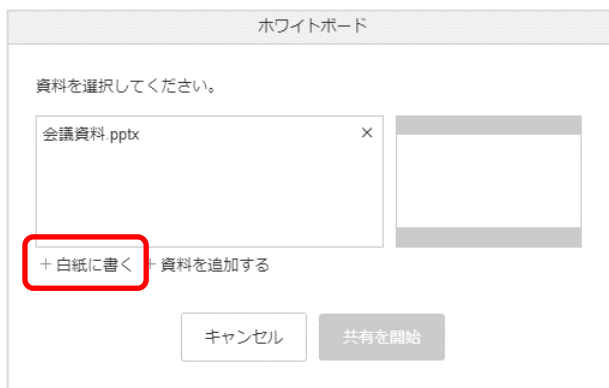 ホワイトボード
資料を選択してください。
会議資料.pptx ×
+ 白紙に書く + 資料を追加する
キャンセル 共有を開始